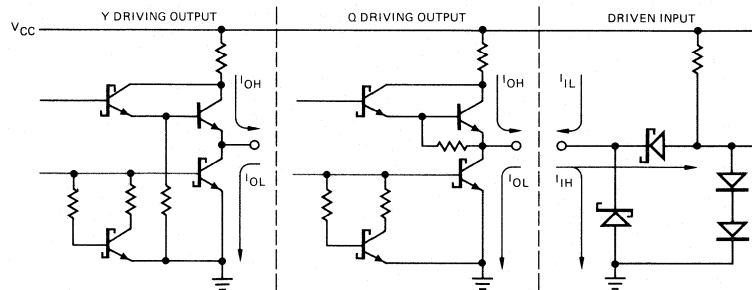 Y DRIVING OUTPUT
Q DRIVING OUTPUT
DRIVEN INPUT
VCC
IOH
IOH
IIL
IOL
IOL
IIH